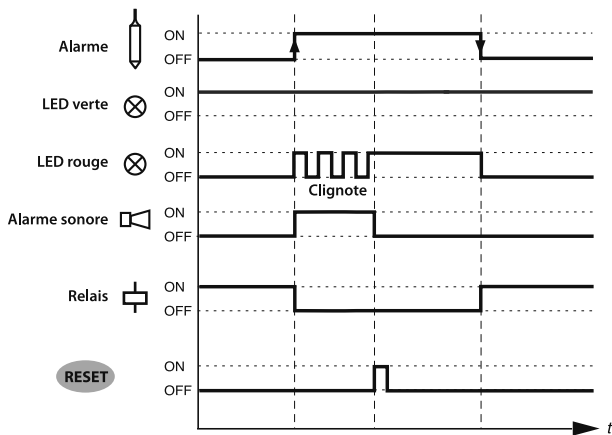 Alarme ON
OFF
LED verte ON
OFF
LED rouge ON
OFF
Clignote
Alarme sonore ON
OFF
Relais ON
OFF
RESET ON
OFF
t